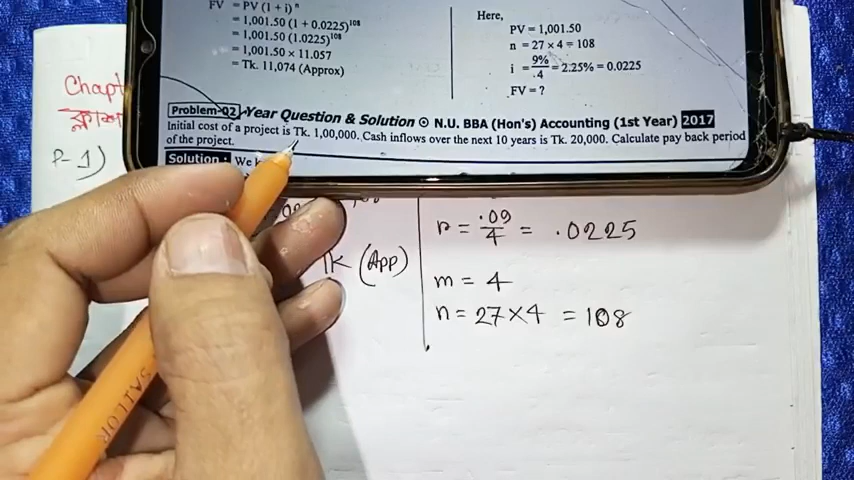 FV = PV (1 + i)ⁿ
= 1,001.50 (1 + 0.0225)¹⁰⁸
= 1,001.50 (1.0225)¹⁰⁸
= 1,001.50 × 11.057
= Tk. 11,074 (Approx)
Here,
PV = 1,001.50
n = 27 × 4 = 108
i = 9%/.4 = 2.25% = 0.0225
FV = ?
Problem-02 Year Question & Solution ⊙ N.U. BBA (Hon's) Accounting (1st Year) 2017
Initial cost of a project is Tk. 1,00,000. Cash inflows over the next 10 years is Tk. 20,000. Calculate pay back period
of the project.
Solution : We
Chapt
ক্লাশ
P-1)
TK (App)
r = .09/4 = .0225
m = 4
n = 27×4 = 108
SAILOR